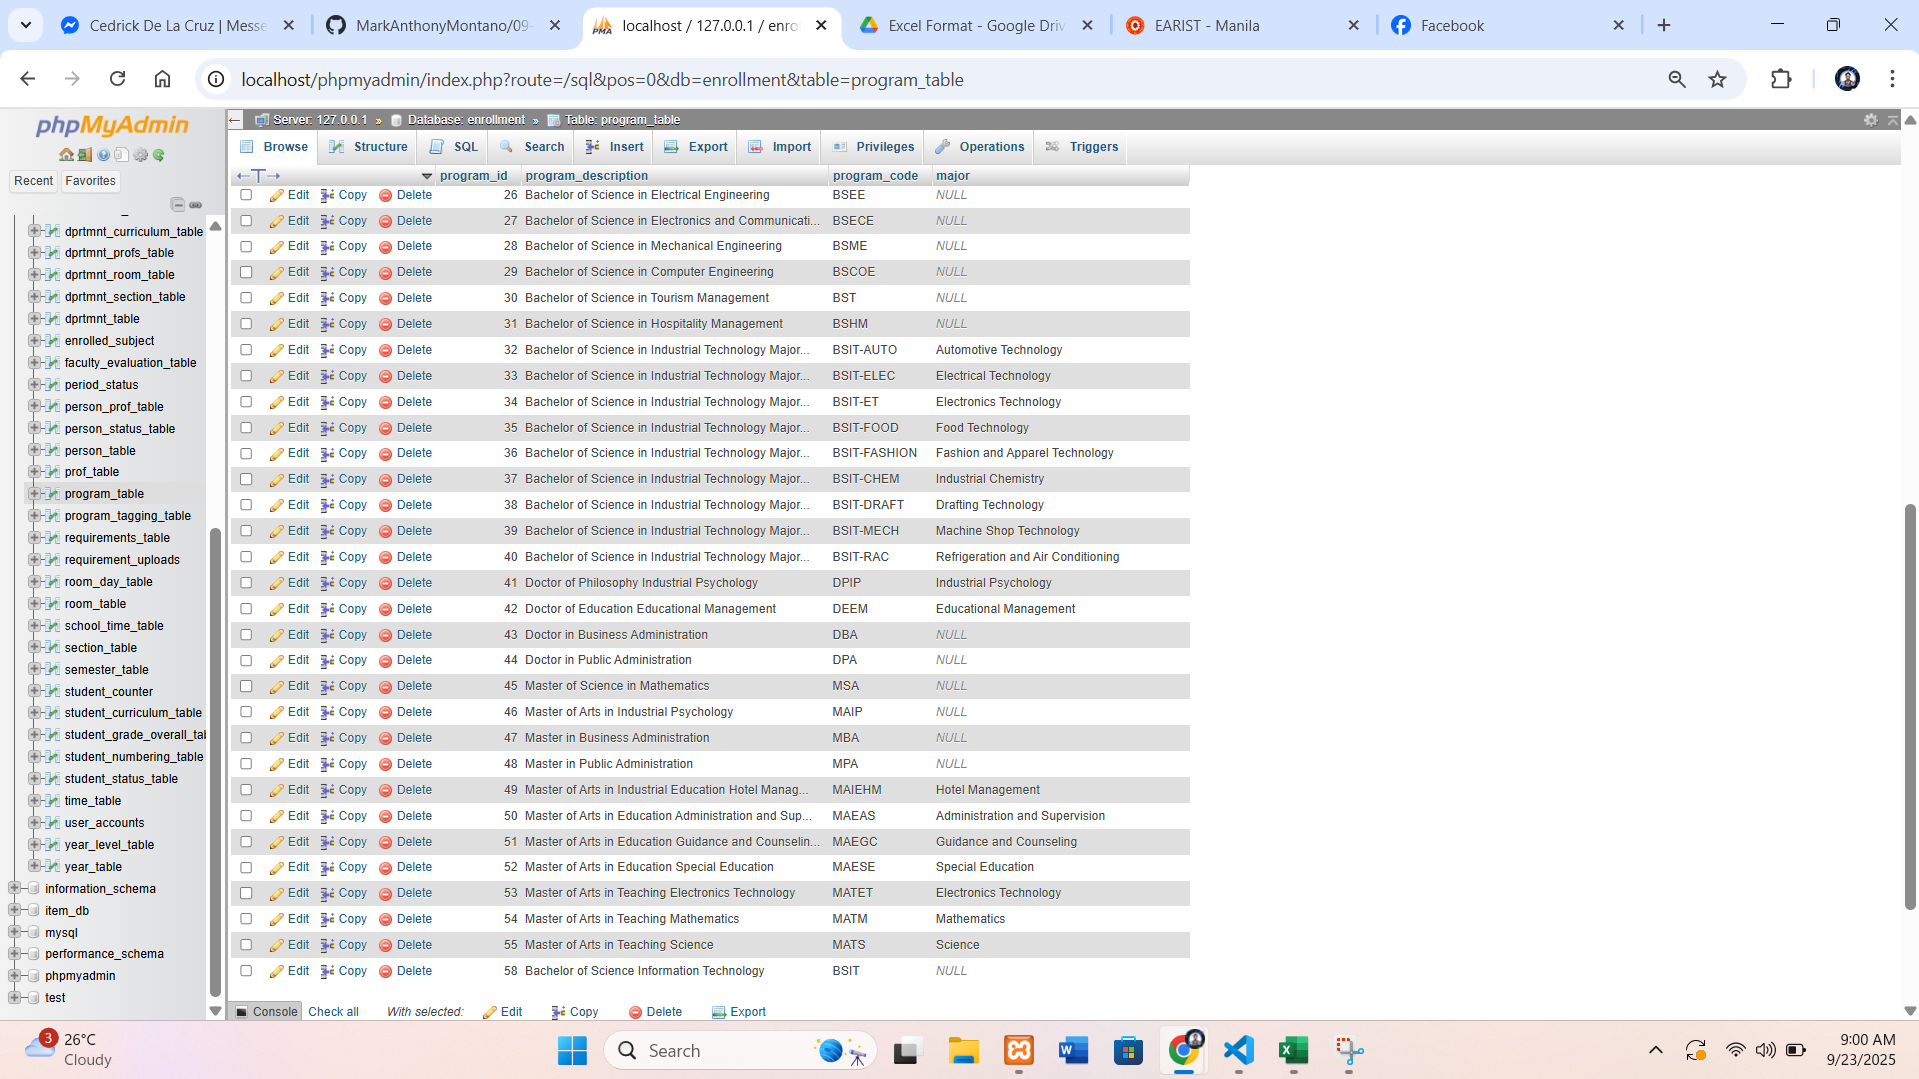 Cedrick De La Cruz | Messe
MarkAnthonyMontano/09-
localhost / 127.0.0.1 / enro
Excel Format - Google Driv
EARIST - Manila
Facebook
localhost/phpmyadmin/index.php?route=/sql&pos=0&db=enrollment&table=program_table
phpMyAdmin
Recent Favorites
dprtmnt_curriculum_table
dprtmnt_profs_table
dprtmnt_room_table
dprtmnt_section_table
dprtmnt_table
enrolled_subject
faculty_evaluation_table
period_status
person_prof_table
person_status_table
person_table
prof_table
program_table
program_tagging_table
requirements_table
requirement_uploads
room_day_table
room_table
school_time_table
section_table
semester_table
student_counter
student_curriculum_table
student_grade_overall_tab
student_numbering_table
student_status_table
time_table
user_accounts
year_level_table
year_table
information_schema
item_db
mysql
performance_schema
phpmyadmin
test
Server: 127.0.0.1 » Database: enrollment » Table: program_table
Browse Structure SQL Search Insert Export Import Privileges Operations Triggers
program_id program_description program_code major
Edit Copy Delete 26 Bachelor of Science in Electrical Engineering BSEE NULL
Edit Copy Delete 27 Bachelor of Science in Electronics and Communicati... BSECE NULL
Edit Copy Delete 28 Bachelor of Science in Mechanical Engineering BSME NULL
Edit Copy Delete 29 Bachelor of Science in Computer Engineering BSCOE NULL
Edit Copy Delete 30 Bachelor of Science in Tourism Management BST NULL
Edit Copy Delete 31 Bachelor of Science in Hospitality Management BSHM NULL
Edit Copy Delete 32 Bachelor of Science in Industrial Technology Major... BSIT-AUTO Automotive Technology
Edit Copy Delete 33 Bachelor of Science in Industrial Technology Major... BSIT-ELEC Electrical Technology
Edit Copy Delete 34 Bachelor of Science in Industrial Technology Major... BSIT-ET Electronics Technology
Edit Copy Delete 35 Bachelor of Science in Industrial Technology Major... BSIT-FOOD Food Technology
Edit Copy Delete 36 Bachelor of Science in Industrial Technology Major... BSIT-FASHION Fashion and Apparel Technology
Edit Copy Delete 37 Bachelor of Science in Industrial Technology Major... BSIT-CHEM Industrial Chemistry
Edit Copy Delete 38 Bachelor of Science in Industrial Technology Major... BSIT-DRAFT Drafting Technology
Edit Copy Delete 39 Bachelor of Science in Industrial Technology Major... BSIT-MECH Machine Shop Technology
Edit Copy Delete 40 Bachelor of Science in Industrial Technology Major... BSIT-RAC Refrigeration and Air Conditioning
Edit Copy Delete 41 Doctor of Philosophy Industrial Psychology DPIP Industrial Psychology
Edit Copy Delete 42 Doctor of Education Educational Management DEEM Educational Management
Edit Copy Delete 43 Doctor in Business Administration DBA NULL
Edit Copy Delete 44 Doctor in Public Administration DPA NULL
Edit Copy Delete 45 Master of Science in Mathematics MSA NULL
Edit Copy Delete 46 Master of Arts in Industrial Psychology MAIP NULL
Edit Copy Delete 47 Master in Business Administration MBA NULL
Edit Copy Delete 48 Master in Public Administration MPA NULL
Edit Copy Delete 49 Master of Arts in Industrial Education Hotel Manag... MAIEHM Hotel Management
Edit Copy Delete 50 Master of Arts in Education Administration and Sup... MAEAS Administration and Supervision
Edit Copy Delete 51 Master of Arts in Education Guidance and Counselin... MAEGC Guidance and Counseling
Edit Copy Delete 52 Master of Arts in Education Special Education MAESE Special Education
Edit Copy Delete 53 Master of Arts in Teaching Electronics Technology MATET Electronics Technology
Edit Copy Delete 54 Master of Arts in Teaching Mathematics MATM Mathematics
Edit Copy Delete 55 Master of Arts in Teaching Science MATS Science
Edit Copy Delete 58 Bachelor of Science Information Technology BSIT NULL
Console Check all With selected: Edit Copy Delete Export
3 26°C
Cloudy
Search
9:00 AM
9/23/2025